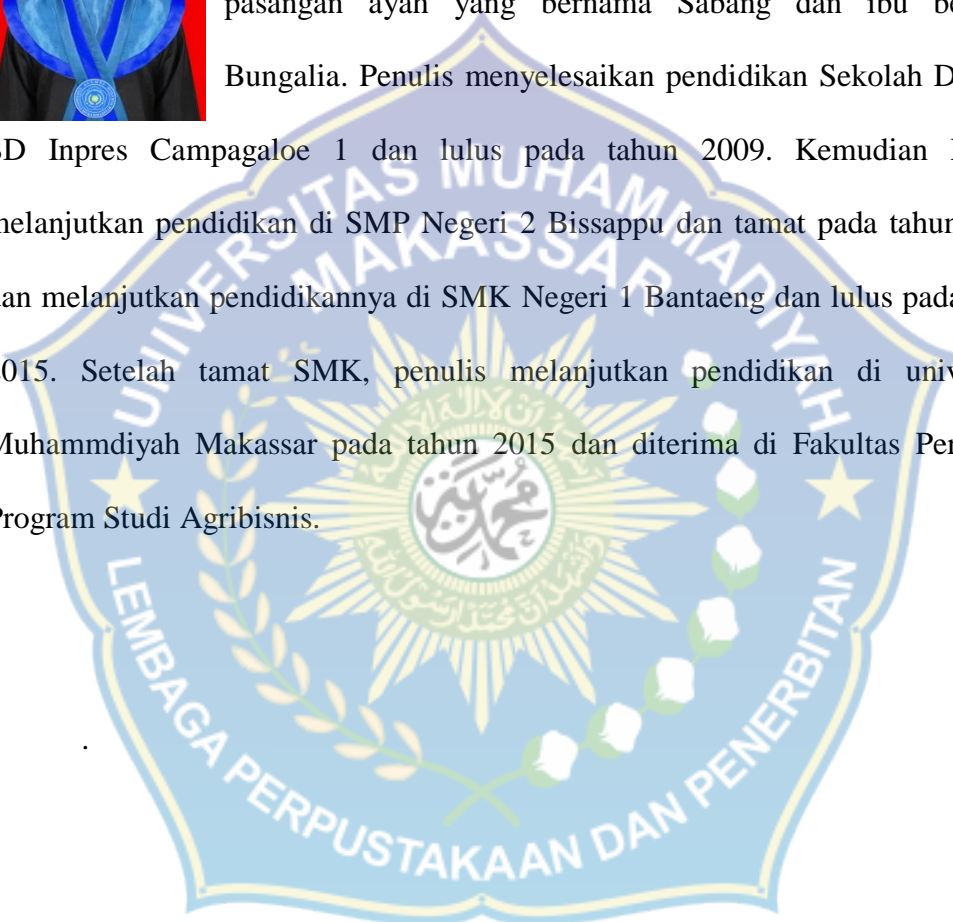 pasangan ayah yang bernama Sabang dan ibu be
Bungalia. Penulis menyelesaikan pendidikan Sekolah D
SD Inpres Campagaloe 1 dan lulus pada tahun 2009. Kemudian
melanjutkan pendidikan di SMP Negeri 2 Bissappu dan tamat pada tahun
dan melanjutkan pendidikannya di SMK Negeri 1 Bantaeng dan lulus pada
2015. Setelah tamat SMK, penulis melanjutkan pendidikan di univ
Muhammdiyah Makassar pada tahun 2015 dan diterima di Fakultas Per
Program Studi Agribisnis.
.
UNIVERSITAS MUHAMMADIYAH
MAKASSAR
LEMBAGA PERPUSTAKAAN DAN PENERBITAN